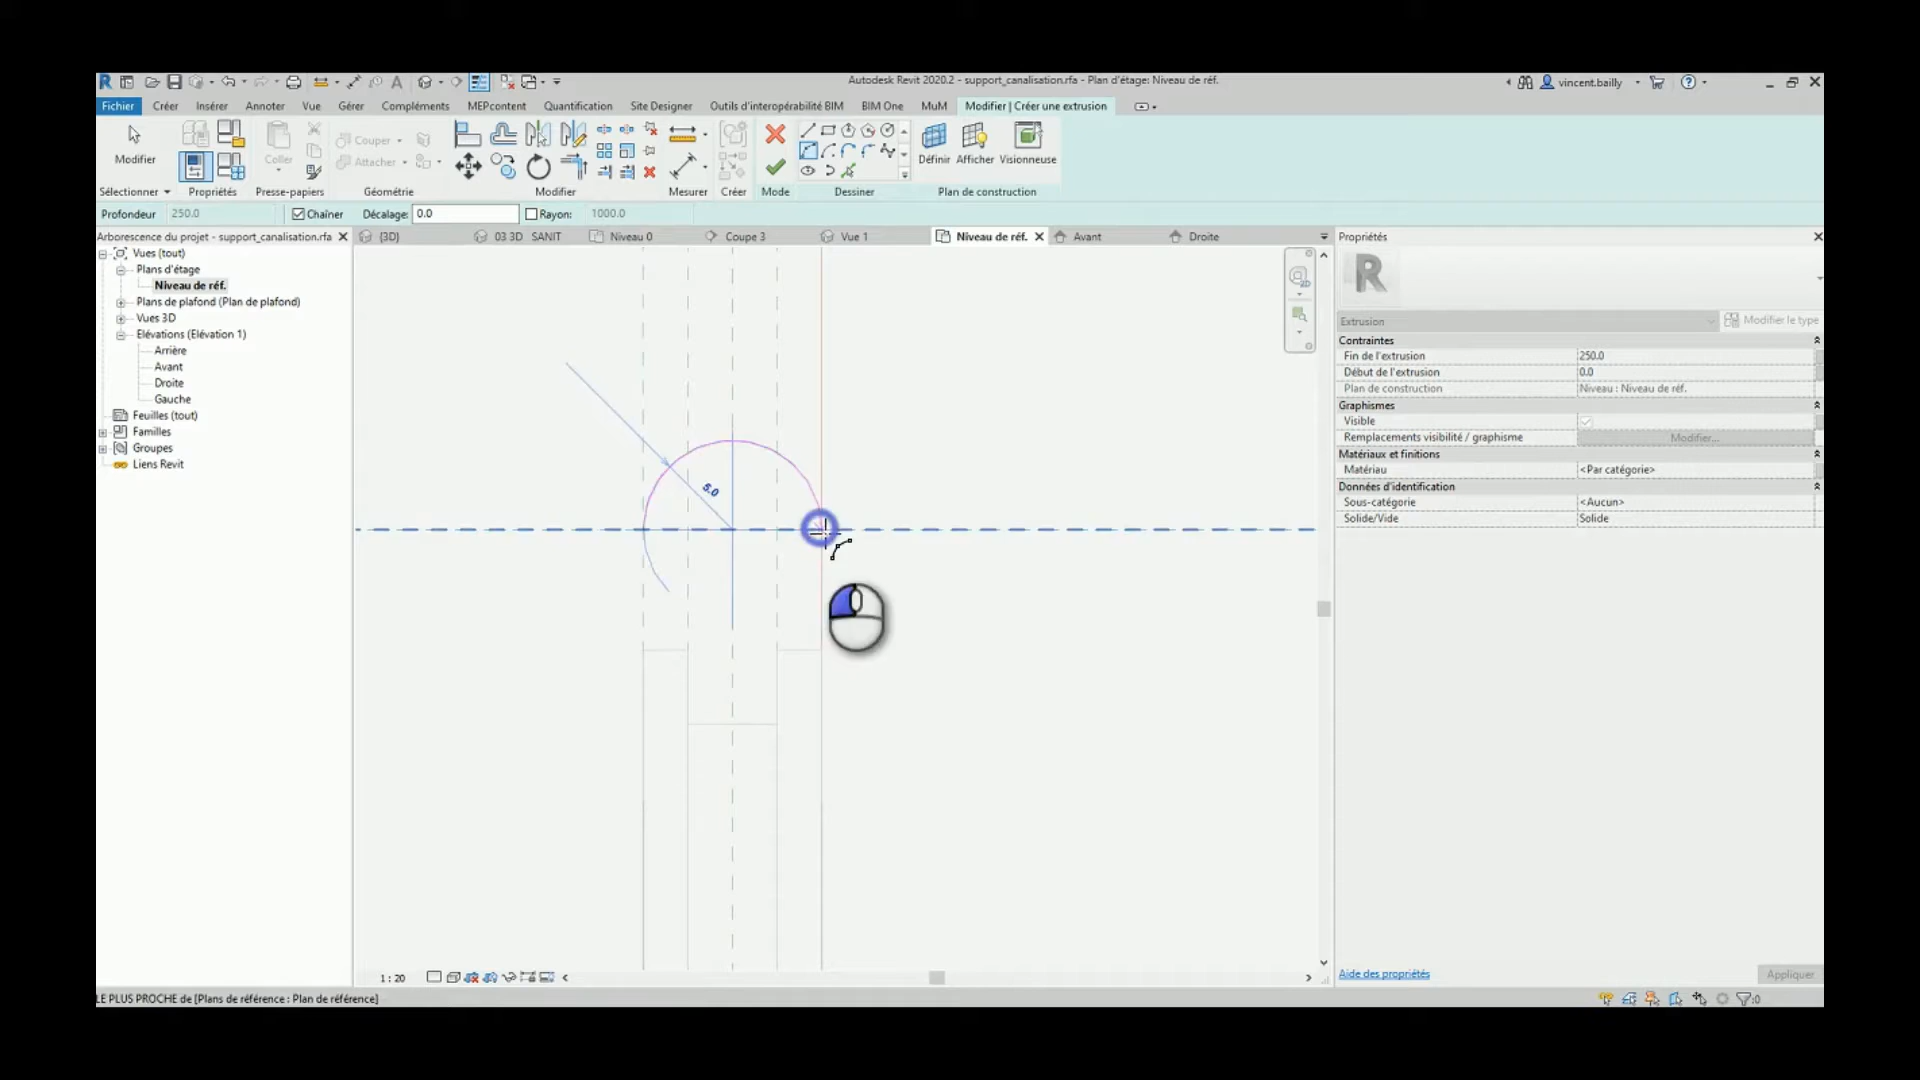 Autodesk Revit 2020.2 - support_canalisation.rfa - Plan d'étage: Niveau de réf.
vincent.bailly
Fichier Créer Insérer Annoter Vue Gérer Compléments MEPcontent Quantification Site Designer Outils d'interopérabilité BIM BIM One MuM Modifier | Créer une extrusion
Modifier Coller Couper Attacher Définir Afficher Visionneuse
Sélectionner Propriétés Presse-papiers Géométrie Modifier Mesurer Créer Mode Dessiner Plan de construction
Profondeur 250.0 Chaîner Décalage: 0.0 Rayon: 1000.0
Arborescence du projet - support_canalisation.rfa
{3D} 03 3D SANIT Niveau 0 Coupe 3 Vue 1 Niveau de réf. Avant Droite
Vues (tout)
Plans d'étage
Niveau de réf.
Plans de plafond (Plan de plafond)
Vues 3D
Elévations (Elévation 1)
Arrière
Avant
Droite
Gauche
Feuilles (tout)
Familles
Groupes
Liens Revit
2D
5.0
Propriétés
R
Extrusion Modifier le type
Contraintes
Fin de l'extrusion 250.0
Début de l'extrusion 0.0
Plan de construction Niveau : Niveau de réf.
Graphismes
Visible
Remplacements visibilité / graphisme Modifier...
Matériaux et finitions
Matériau <Par catégorie>
Données d'identification
Sous-catégorie <Aucun>
Solide/Vide Solide
Aide des propriétés Appliquer
1 : 20
LE PLUS PROCHE de [Plans de référence : Plan de référence]
:0